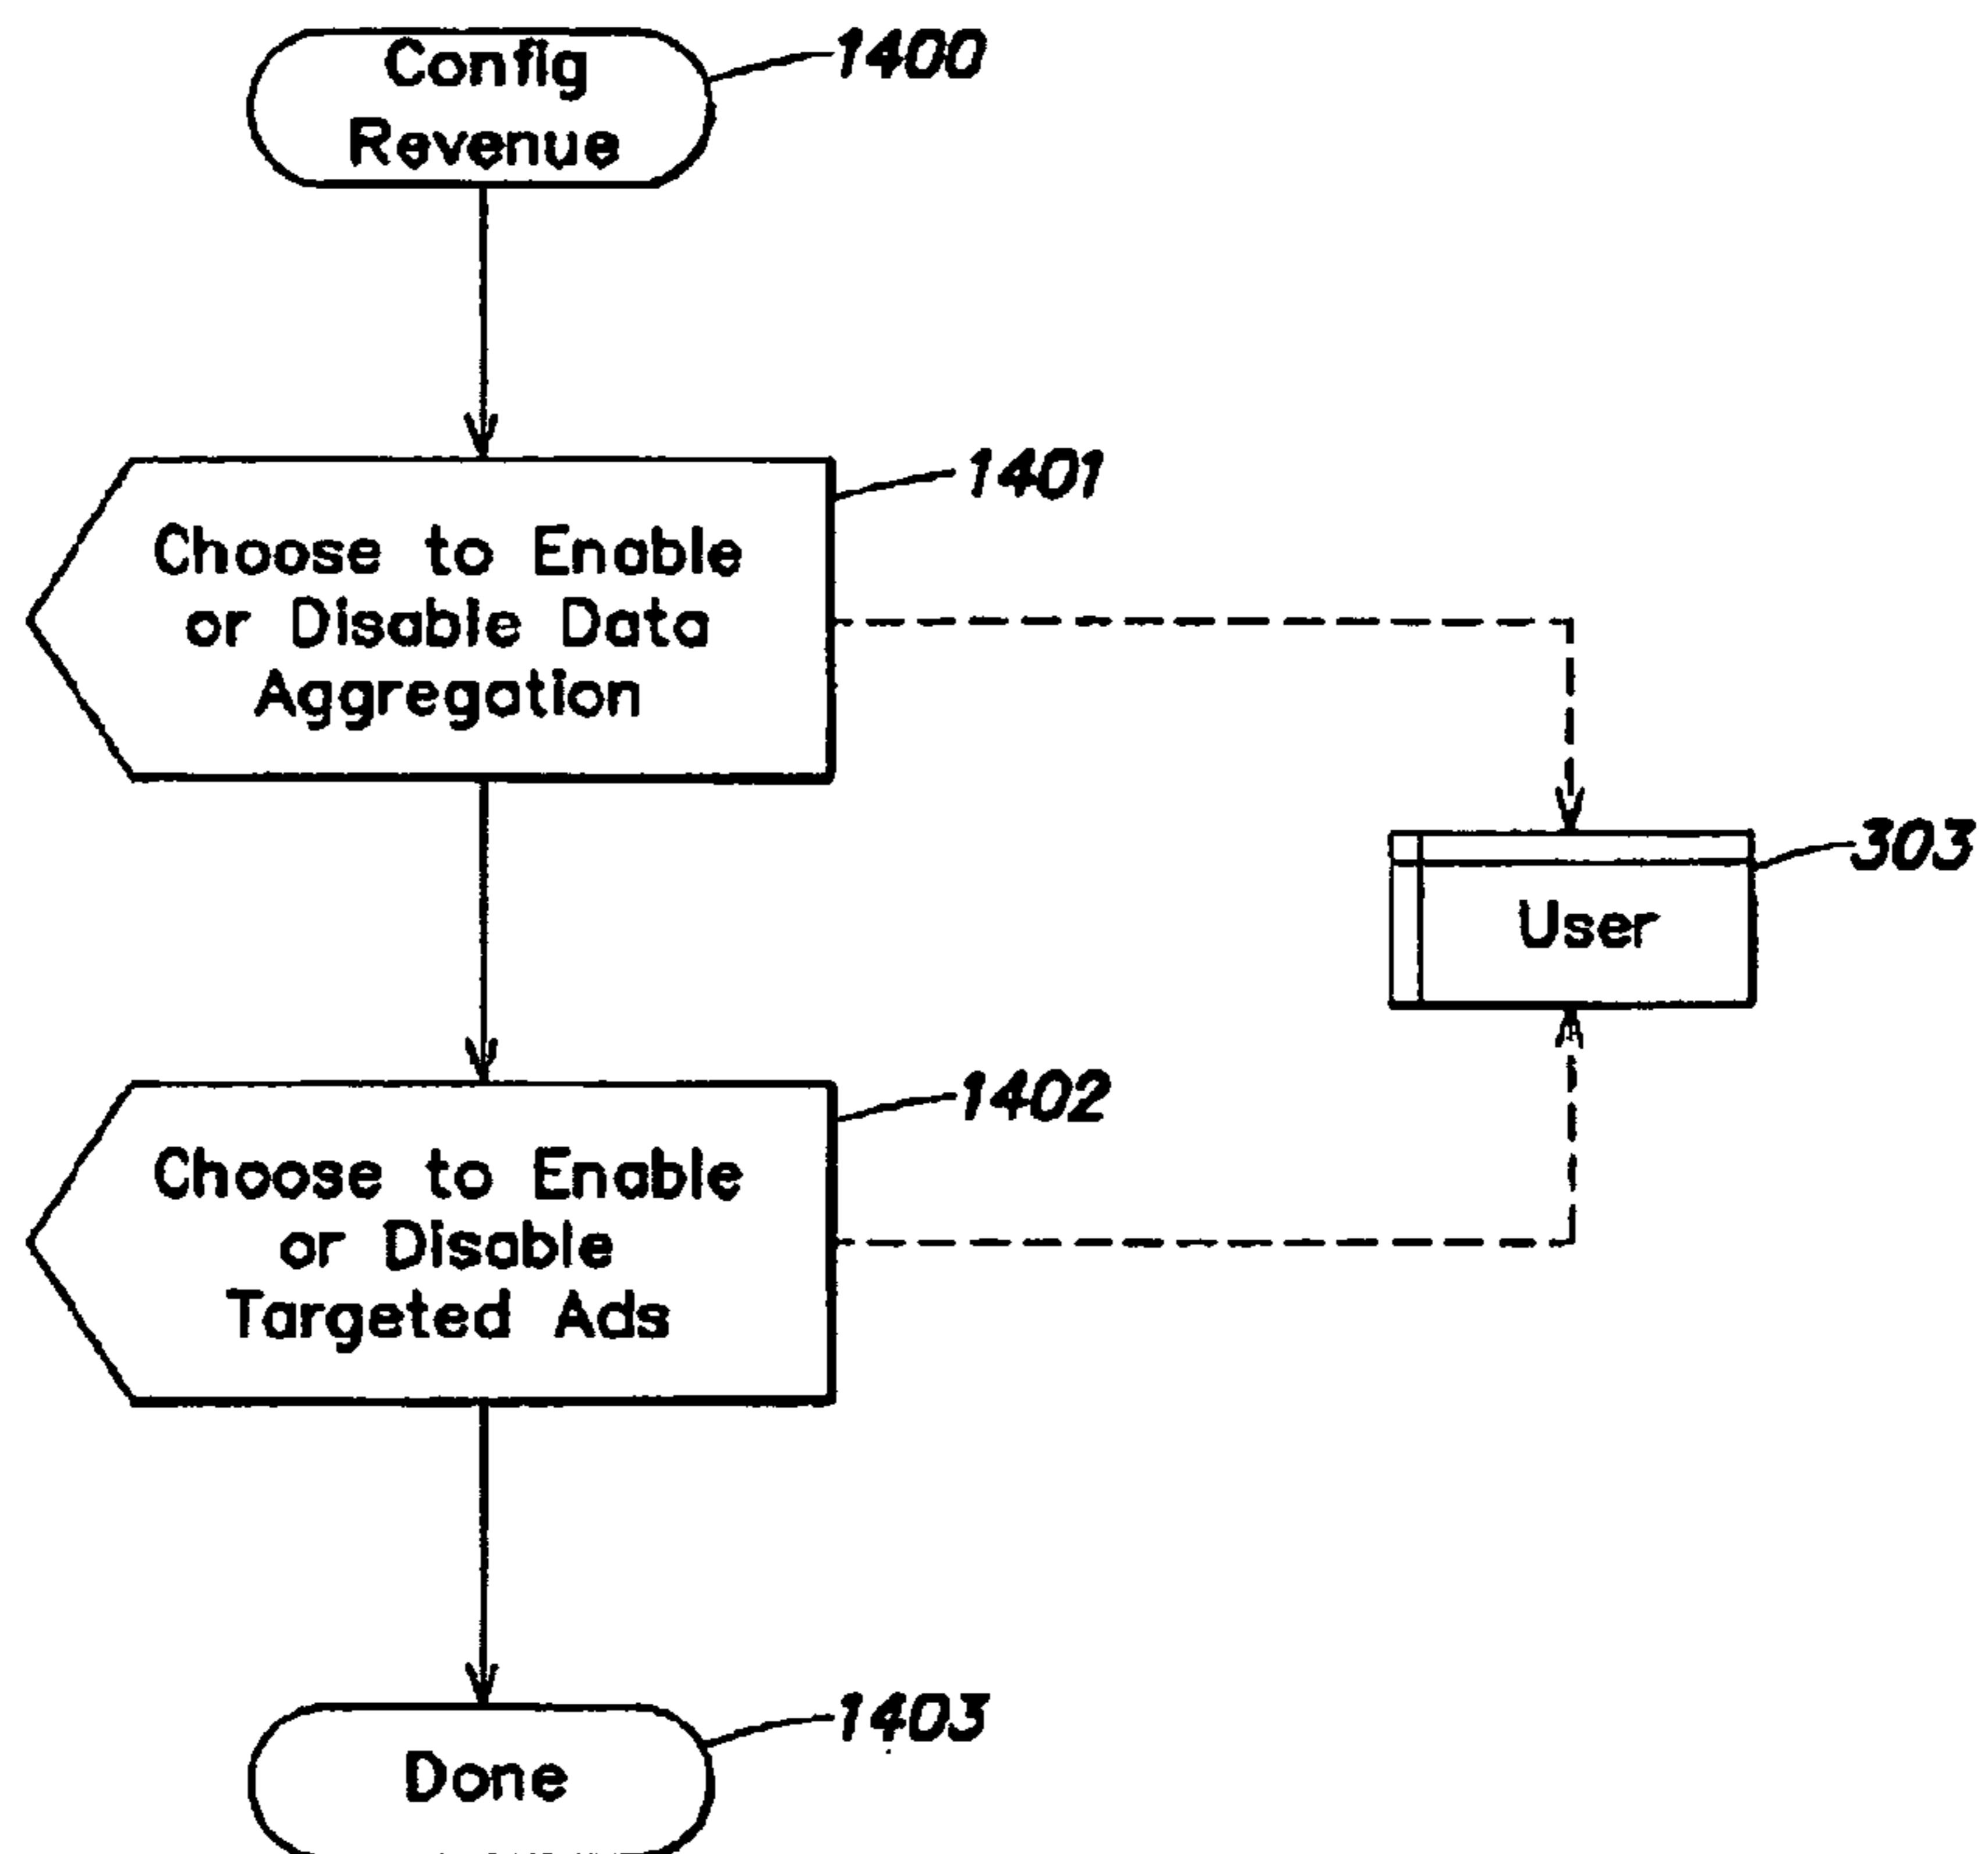 Config
Revenue
1400
Choose to Enable
or Disable Data
Aggregation
1401
User
303
Choose to Enable
or Disable
Targeted Ads
1402
Done
1403